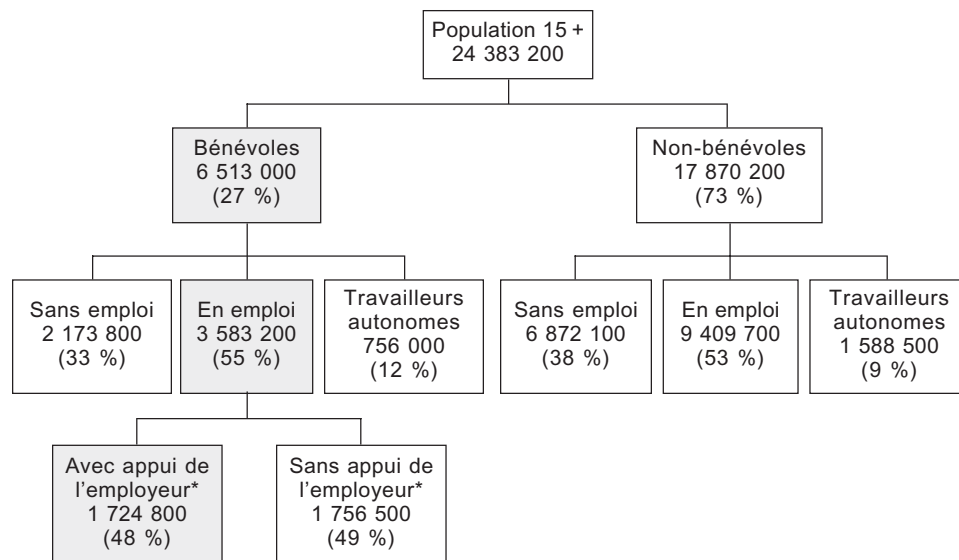 Population 15 +
24 383 200
Bénévoles
6 513 000
(27 %)
Non-bénévoles
17 870 200
(73 %)
Sans emploi
2 173 800
(33 %)
En emploi
3 583 200
(55 %)
Travailleurs
autonomes
756 000
(12 %)
Sans emploi
6 872 100
(38 %)
En emploi
9 409 700
(53 %)
Travailleurs
autonomes
1 588 500
(9 %)
Avec appui de
l'employeur*
1 724 800
(48 %)
Sans appui de
l'employeur*
1 756 500
(49 %)